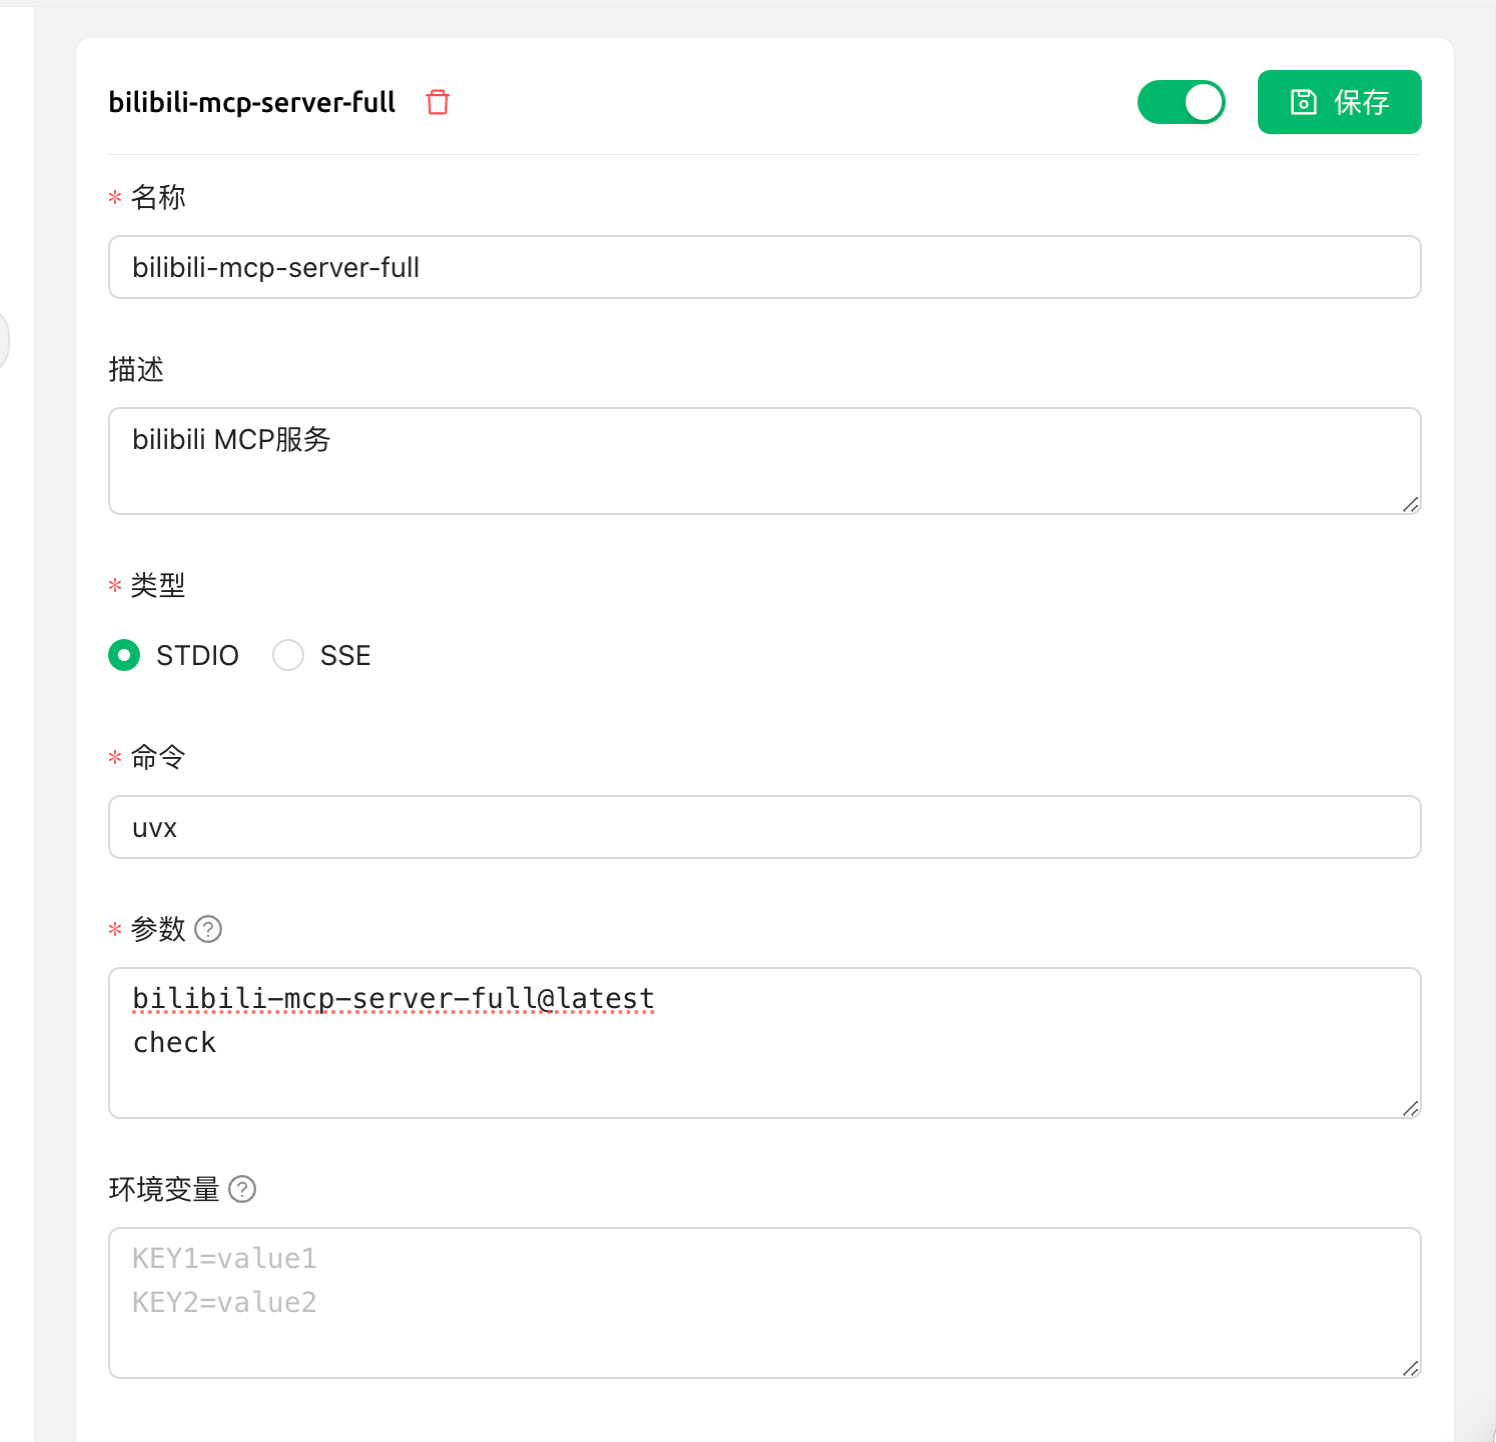 bilibili-mcp-server-full
保存
* 名称
bilibili-mcp-server-full
描述
bilibili MCP服务
* 类型
STDIO SSE
* 命令
uvx
* 参数 ?
bilibili-mcp-server-full@latest
check
环境变量 ?
KEY1=value1
KEY2=value2